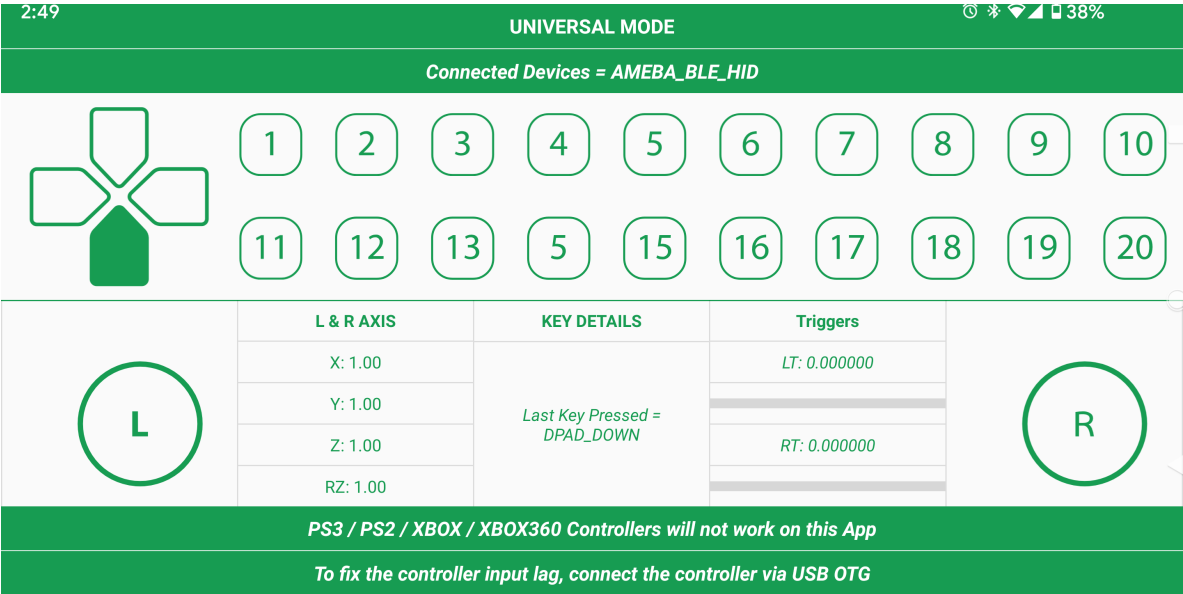 2:49
38%
UNIVERSAL MODE
Connected Devices = AMEBA_BLE_HID
1 2 3 4 5 6 7 8 9 10
11 12 13 5 15 16 17 18 19 20
L & R AXIS
X: 1.00
Y: 1.00
Z: 1.00
RZ: 1.00
KEY DETAILS
Last Key Pressed =
DPAD_DOWN
Triggers
LT: 0.000000
RT: 0.000000
L
R
PS3 / PS2 / XBOX / XBOX360 Controllers will not work on this App
To fix the controller input lag, connect the controller via USB OTG